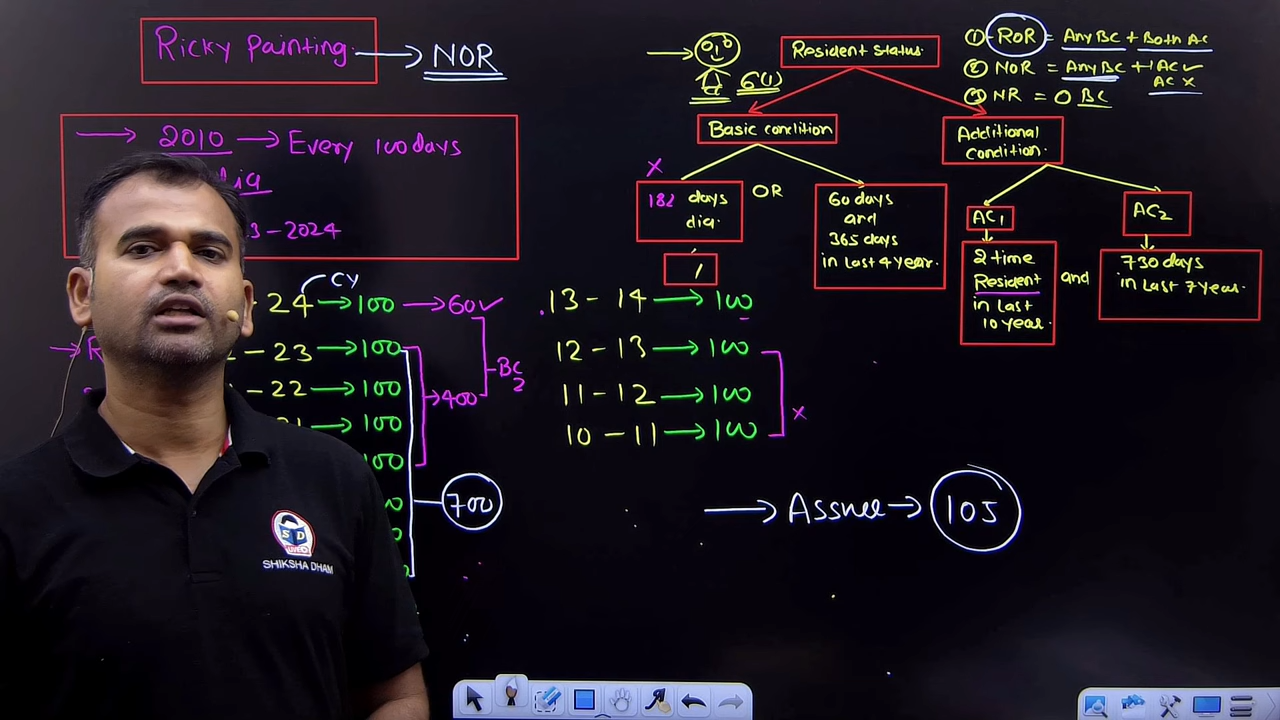 Ricky painting → NOR
→ 2010 → Every 100 days
3-2024
24 → 100 → 60✓
CY
23 → 100
22 → 100
→ 100
100
→ 400
BC
2
700
SHIKSHA DHAM
S D
LIVE
Resident status.
6(1)
① ROR = Any BC + Both AC
② NOR = Any BC + 1 AC ✓
AC X
③ NR = 0 BC
Basic condition
Additional
condition.
X
182 days
OR
60 days
and
365 days
in last 4 year.
AC1
AC2
2 time
Resident
in last
10 year.
and
730 days
in last 7 year.
13 - 14 → 100
12 - 13 → 100
11 - 12 → 100
10 - 11 → 100
X
→ 105